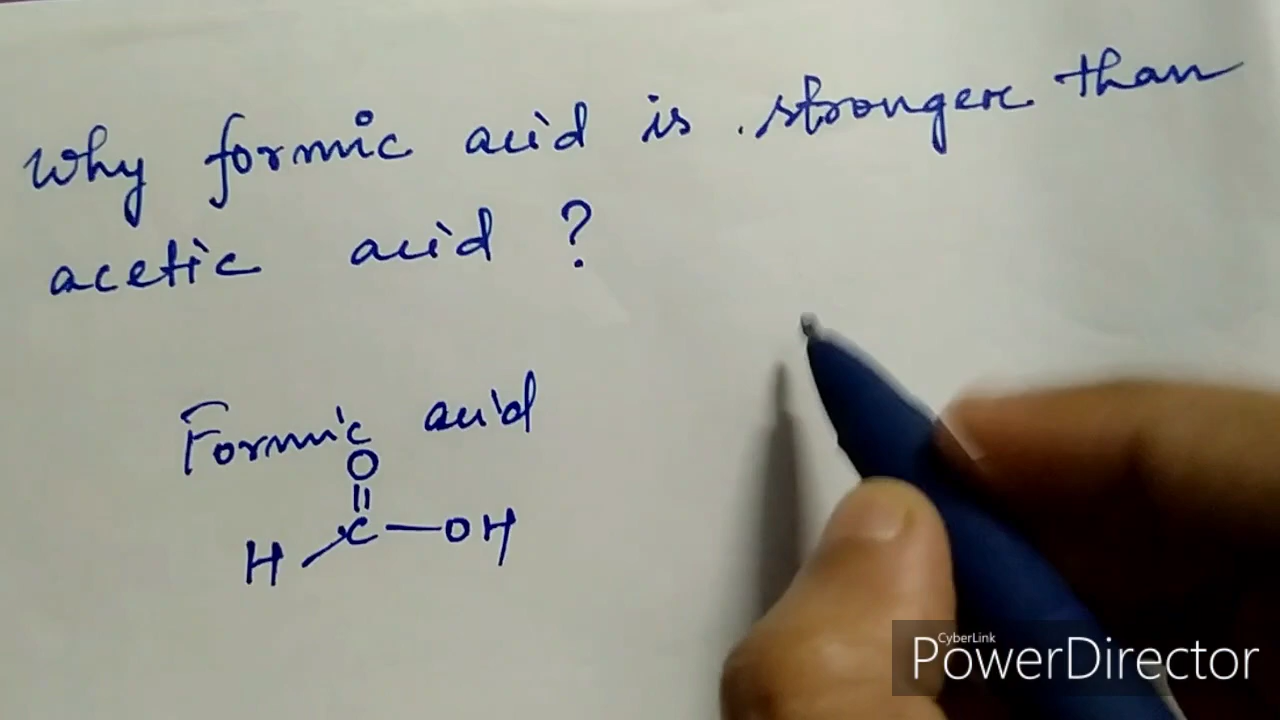 Why formic acid is stronger than
acetic acid ?
Formic acid
O
H C OH
CyberLink
PowerDirector